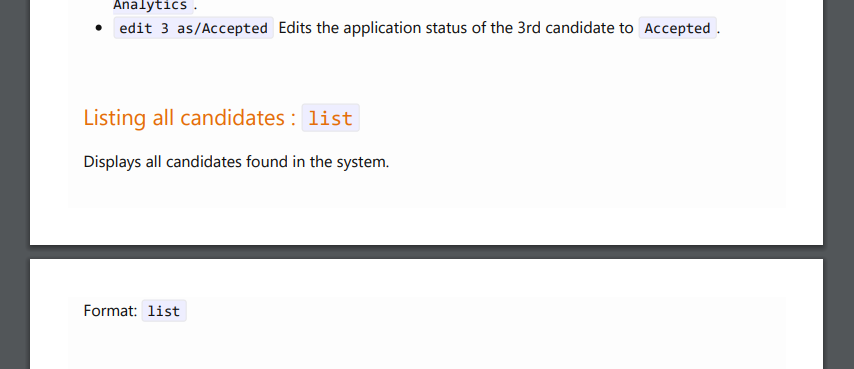 Analytics.
• edit 3 as/Accepted Edits the application status of the 3rd candidate to Accepted.
Listing all candidates : list
Displays all candidates found in the system.
Format: list